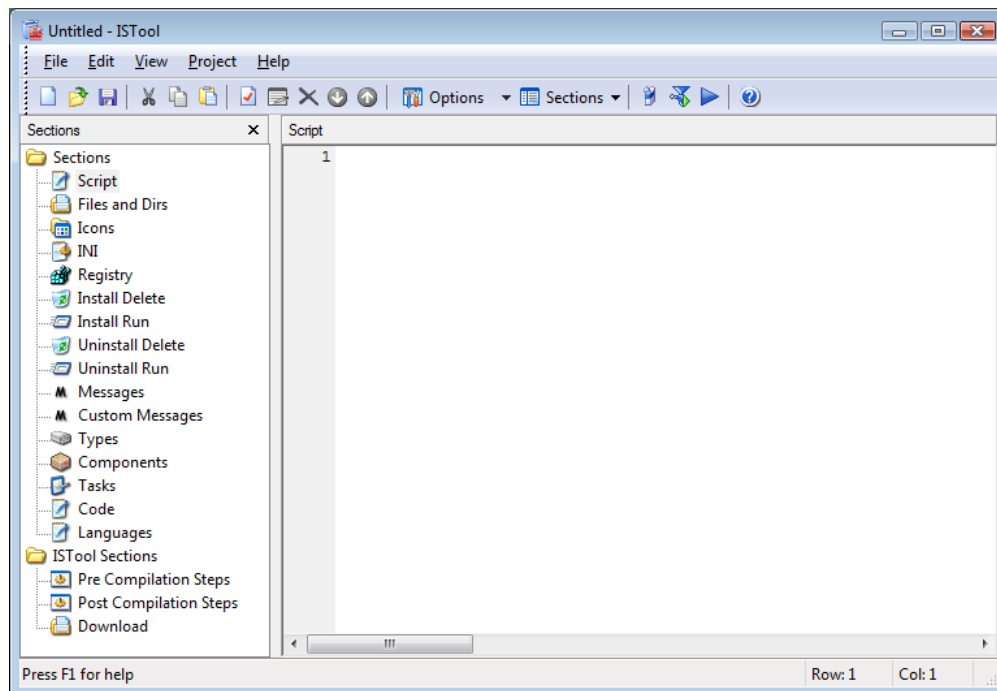 Untitled - ISTool
File Edit View Project Help
Options Sections
Sections
Script
Sections
Script
Files and Dirs
Icons
INI
Registry
Install Delete
Install Run
Uninstall Delete
Uninstall Run
Messages
Custom Messages
Types
Components
Tasks
Code
Languages
ISTool Sections
Pre Compilation Steps
Post Compilation Steps
Download
1
Press F1 for help
Row: 1
Col: 1